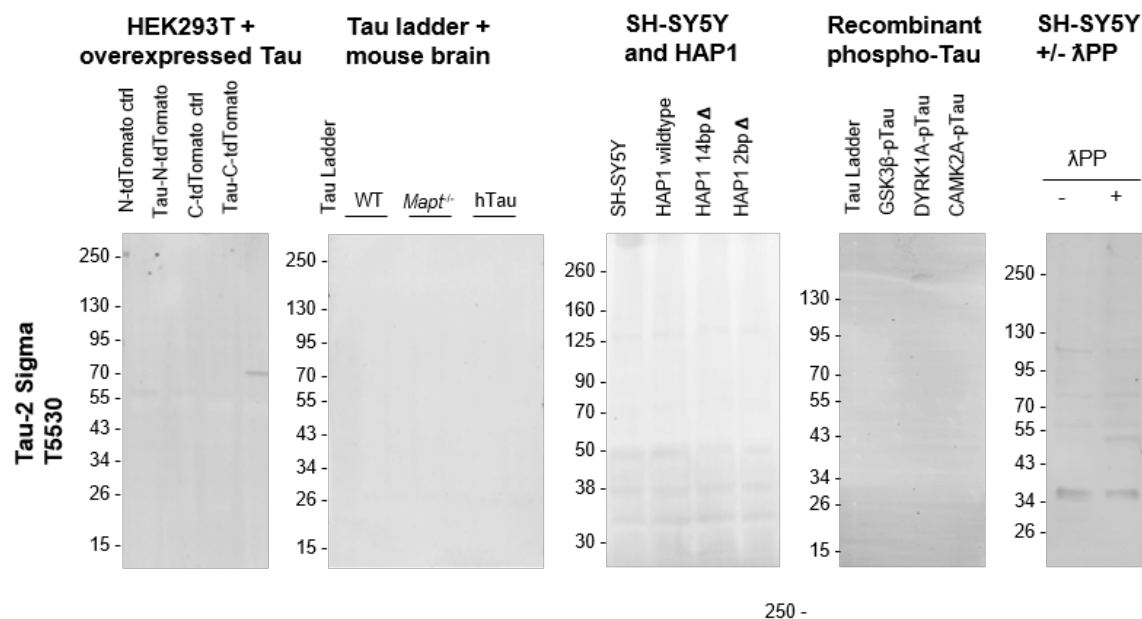 HEK293T +
overexpressed Tau
N-tdTomato ctrl
Tau-N-tdTomato
C-tdTomato ctrl
Tau-C-tdTomato
250 -
130 -
95 -
70 -
55 -
43 -
34 -
26 -
15 -
Tau ladder +
mouse brain
Tau Ladder
WT
Mapt-/-
hTau
250 -
130 -
95 -
70 -
55 -
43 -
34 -
26 -
15 -
SH-SY5Y
and HAP1
SH-SY5Y
HAP1 wildtype
HAP1 14bp Δ
HAP1 2bp Δ
260 -
160 -
125 -
90 -
70 -
50 -
38 -
30 -
Recombinant
phospho-Tau
Tau Ladder
GSK3β-pTau
DYRK1A-pTau
CAMK2A-pTau
130 -
95 -
70 -
55 -
43 -
34 -
26 -
15 -
SH-SY5Y
+/- λPP
λPP
- +
250 -
130 -
95 -
70 -
55 -
43 -
34 -
26 -
Tau-2 Sigma
T5530
250 -